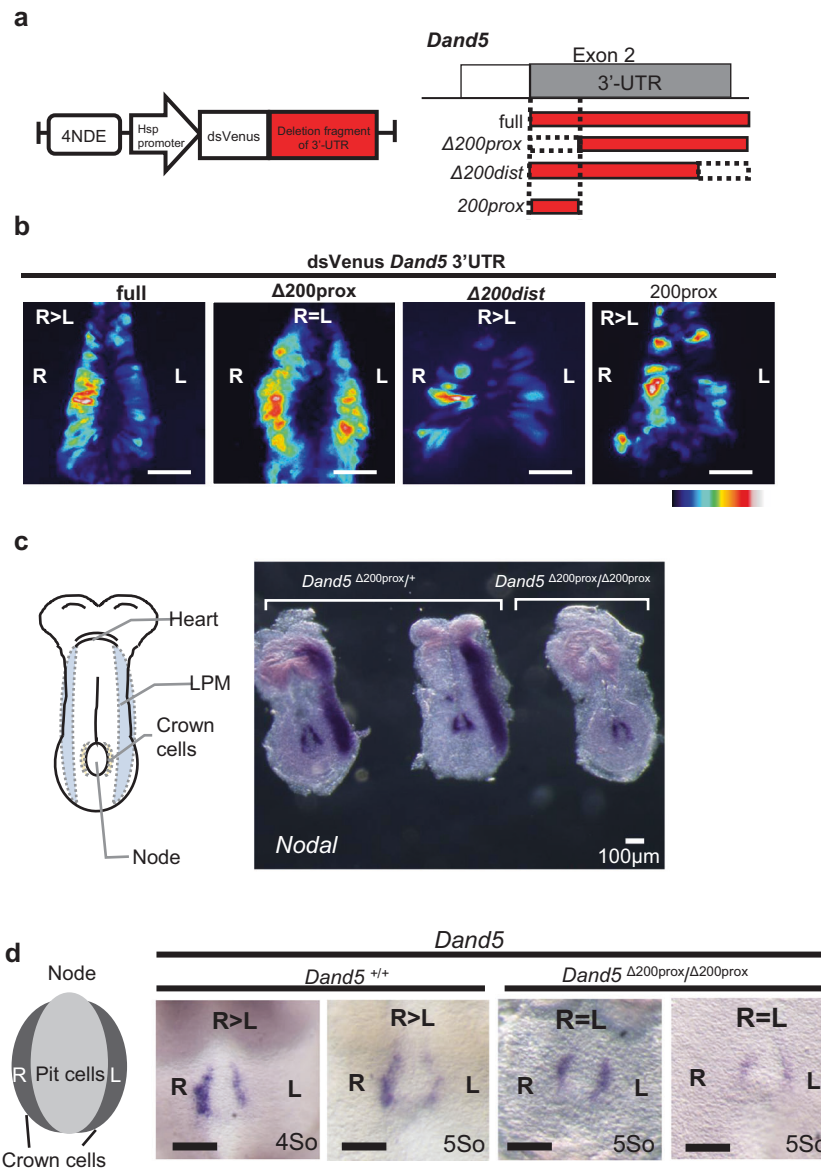 a
Dand5
Exon 2
3'-UTR
4NDE
Hsp
promoter
dsVenus
Deletion fragment
of 3'-UTR
full
Δ200prox
Δ200dist
200prox
b
dsVenus Dand5 3'UTR
full
Δ200prox
Δ200dist
200prox
R>L
R
L
R=L
R
L
R>L
R
L
R>L
R
L
c
Heart
LPM
Crown
cells
Node
Dand5 Δ200prox/+
Dand5 Δ200prox/Δ200prox
Nodal
100μm
d
Node
R
Pit cells
L
Crown cells
Dand5
Dand5 +/+
Dand5 Δ200prox/Δ200prox
R>L
R
L
4So
R>L
R
L
5So
R=L
R
L
5So
R=L
R
L
5So